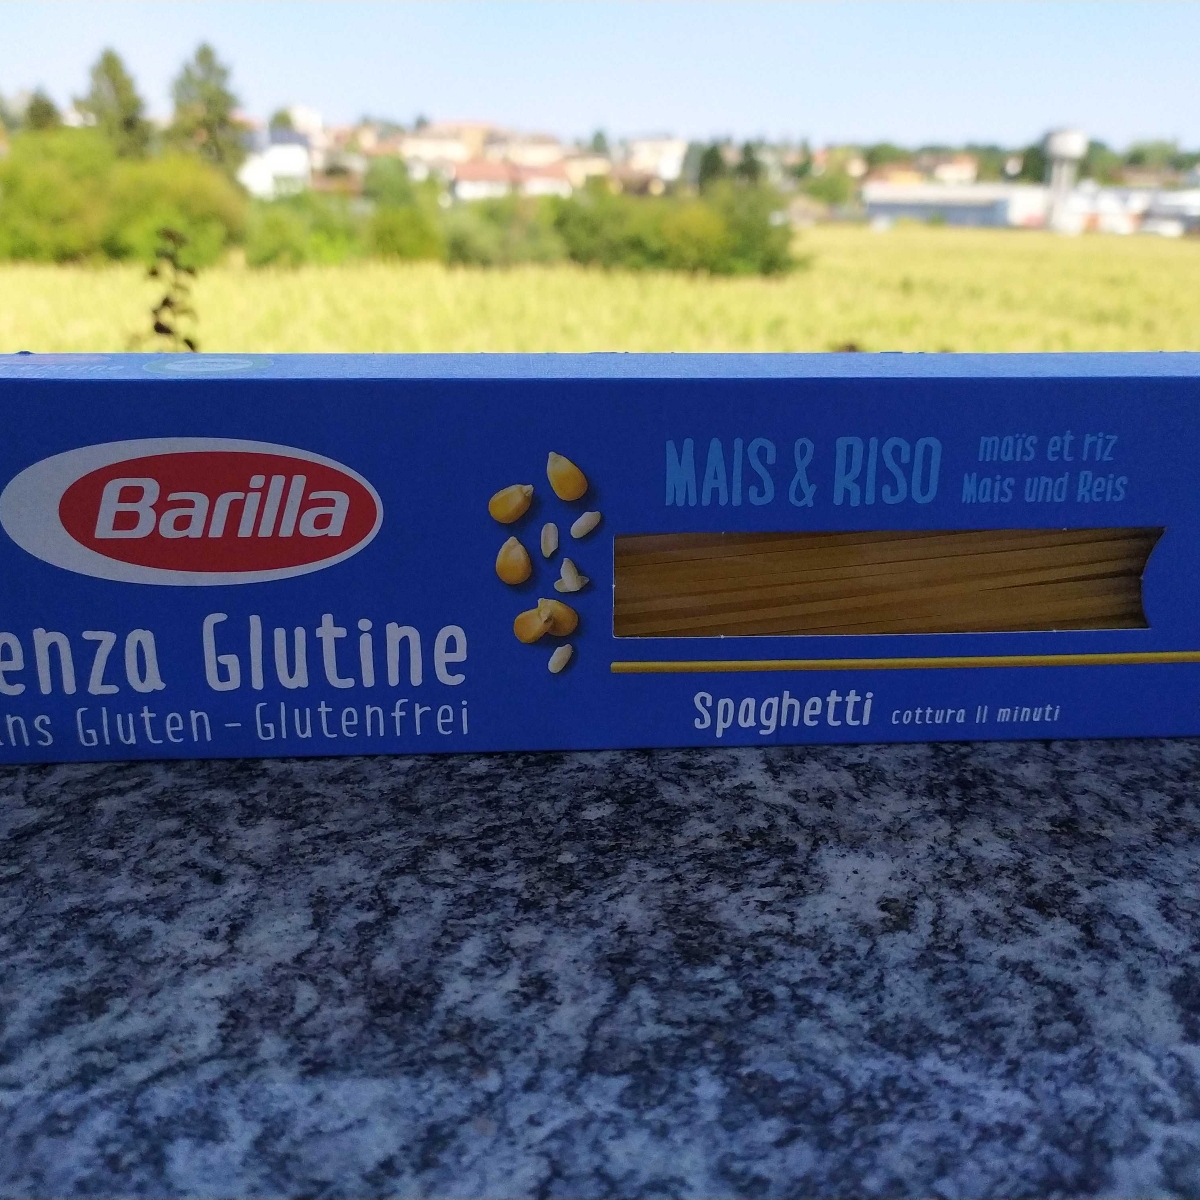 Barilla
enza Glutine
ns Gluten - Glutenfrei
MAIS & RISO
maïs et riz
Mais und Reis
Spaghetti
cottura 11 minuti